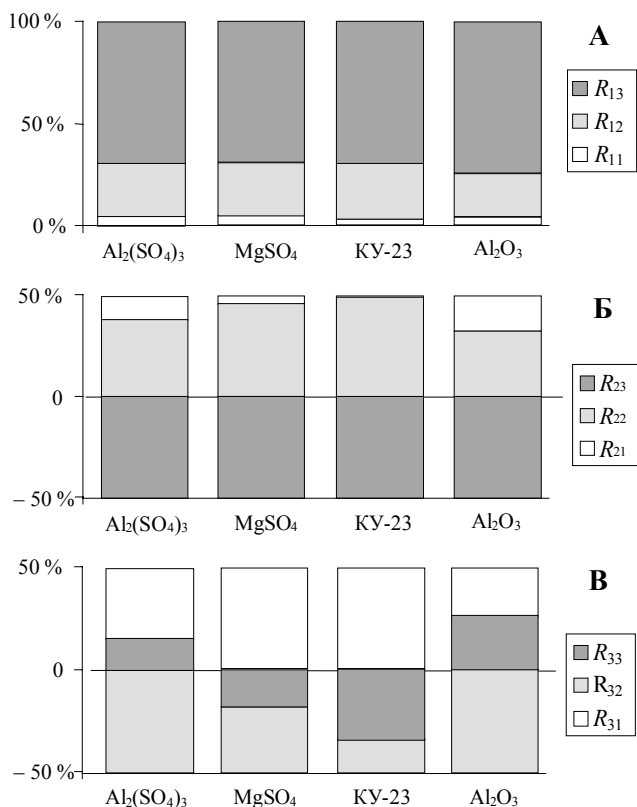 100 %
А
R₁₃
R₁₂
50 %
R₁₁
0 %
Al₂(SO₄)₃ MgSO₄ КУ-23 Al₂O₃
50 %
Б
R₂₃
0
R₂₂
R₂₁
– 50 %
Al₂(SO₄)₃ MgSO₄ КУ-23 Al₂O₃
50 %
В
R₃₃
0
R₃₂
R₃₁
– 50 %
Al₂(SO₄)₃ MgSO₄ КУ-23 Al₂O₃